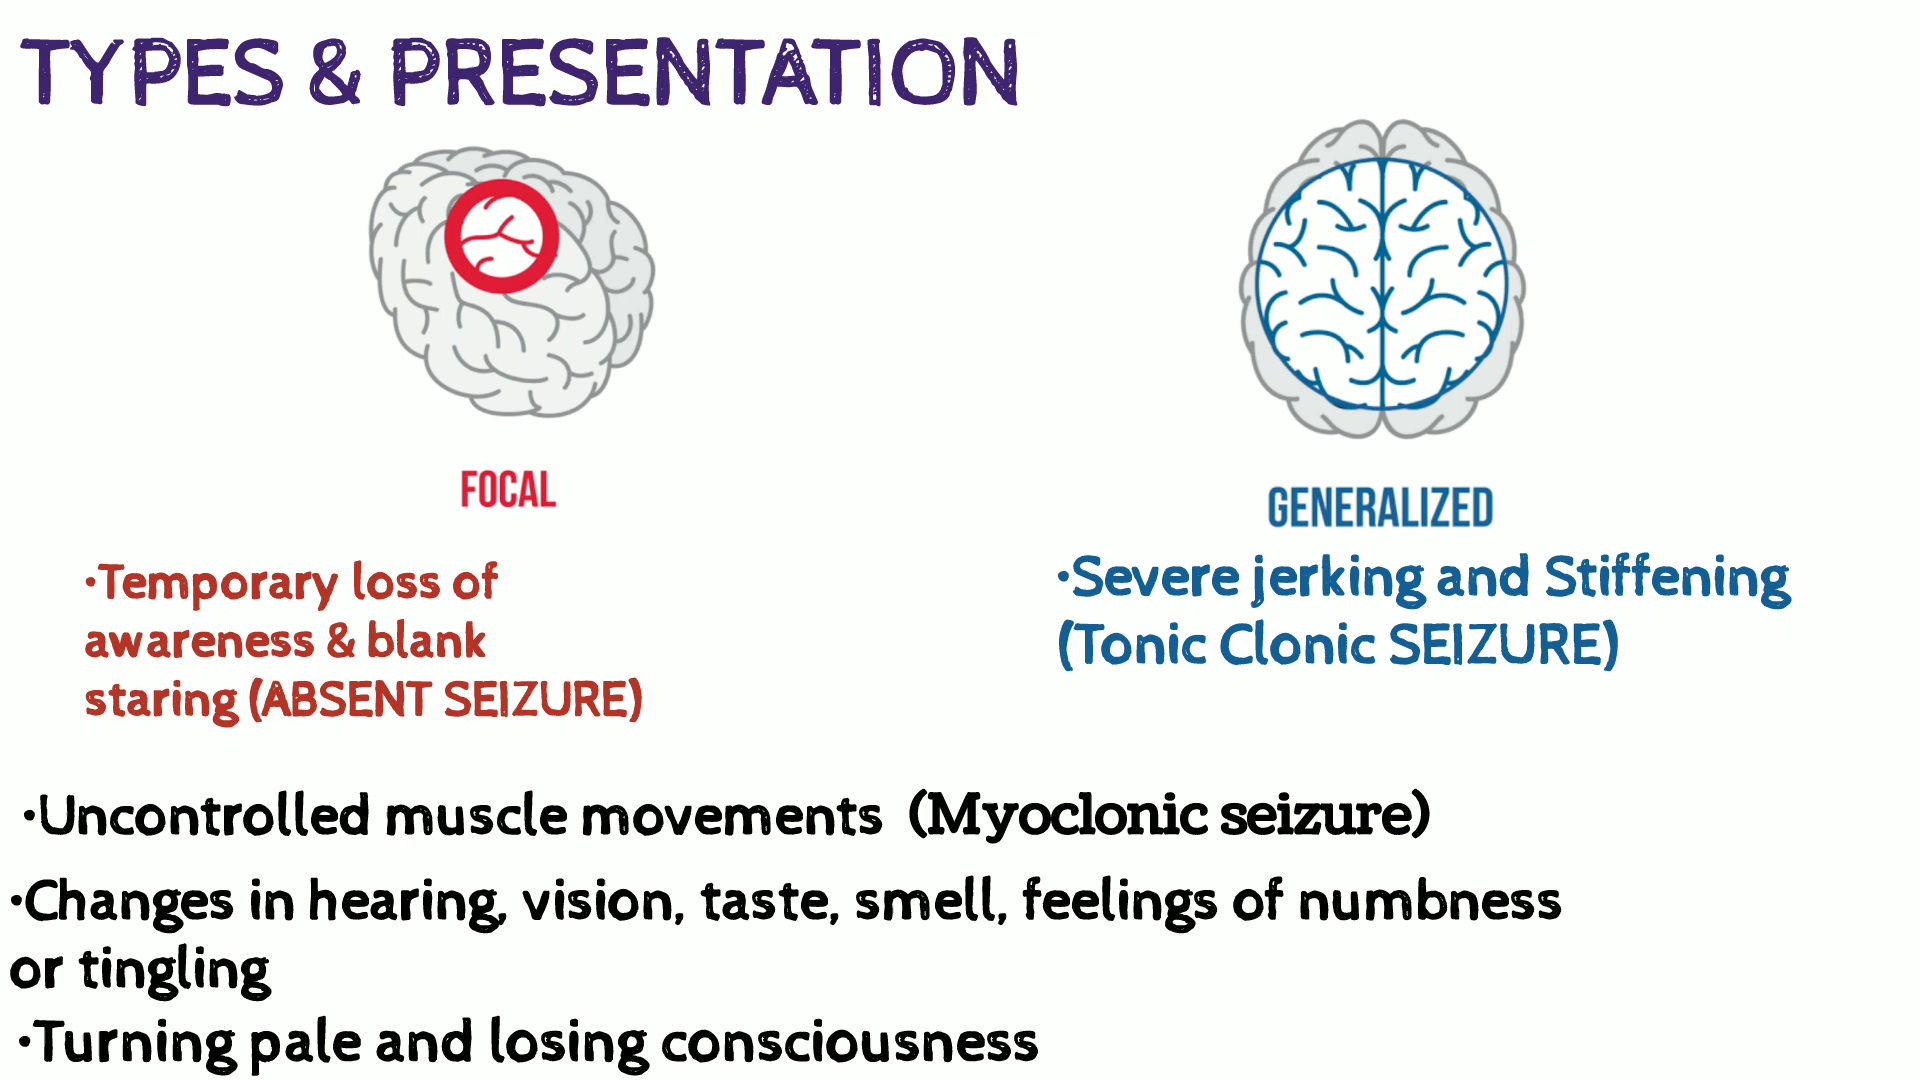 TYPES & PRESENTATION
FOCAL
GENERALIZED
•Temporary loss of
awareness & blank
staring (ABSENT SEIZURE)
•Severe jerking and Stiffening
(Tonic Clonic SEIZURE)
•Uncontrolled muscle movements (Myoclonic seizure)
•Changes in hearing, vision, taste, smell, feelings of numbness
or tingling
•Turning pale and losing consciousness